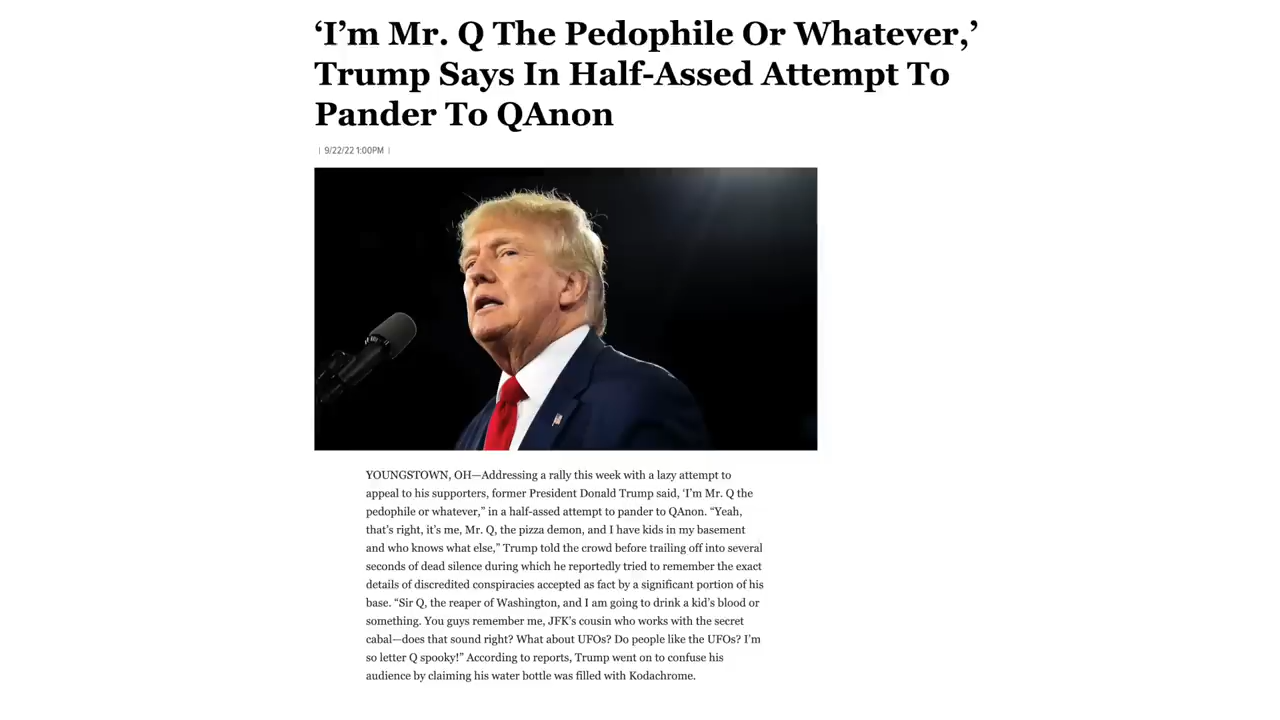 ‘I’m Mr. Q The Pedophile Or Whatever,’
Trump Says In Half-Assed Attempt To
Pander To QAnon
| 9/22/22 1:00PM |
YOUNGSTOWN, OH—Addressing a rally this week with a lazy attempt to
appeal to his supporters, former President Donald Trump said, ‘I’m Mr. Q the
pedophile or whatever,” in a half-assed attempt to pander to QAnon. “Yeah,
that’s right, it’s me, Mr. Q, the pizza demon, and I have kids in my basement
and who knows what else,” Trump told the crowd before trailing off into several
seconds of dead silence during which he reportedly tried to remember the exact
details of discredited conspiracies accepted as fact by a significant portion of his
base. “Sir Q, the reaper of Washington, and I am going to drink a kid’s blood or
something. You guys remember me, JFK’s cousin who works with the secret
cabal—does that sound right? What about UFOs? Do people like the UFOs? I’m
so letter Q spooky!” According to reports, Trump went on to confuse his
audience by claiming his water bottle was filled with Kodachrome.